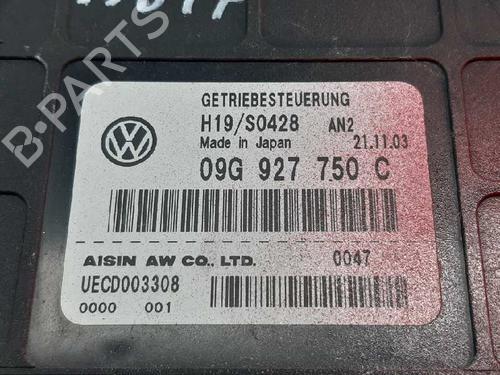 GETRIEBESTEUERUNG
H19/S0428 AN2
Made in Japan 21.11.03
09G 927 750 C
AISIN AW CO., LTD. 0047
UECD003308
0000 001